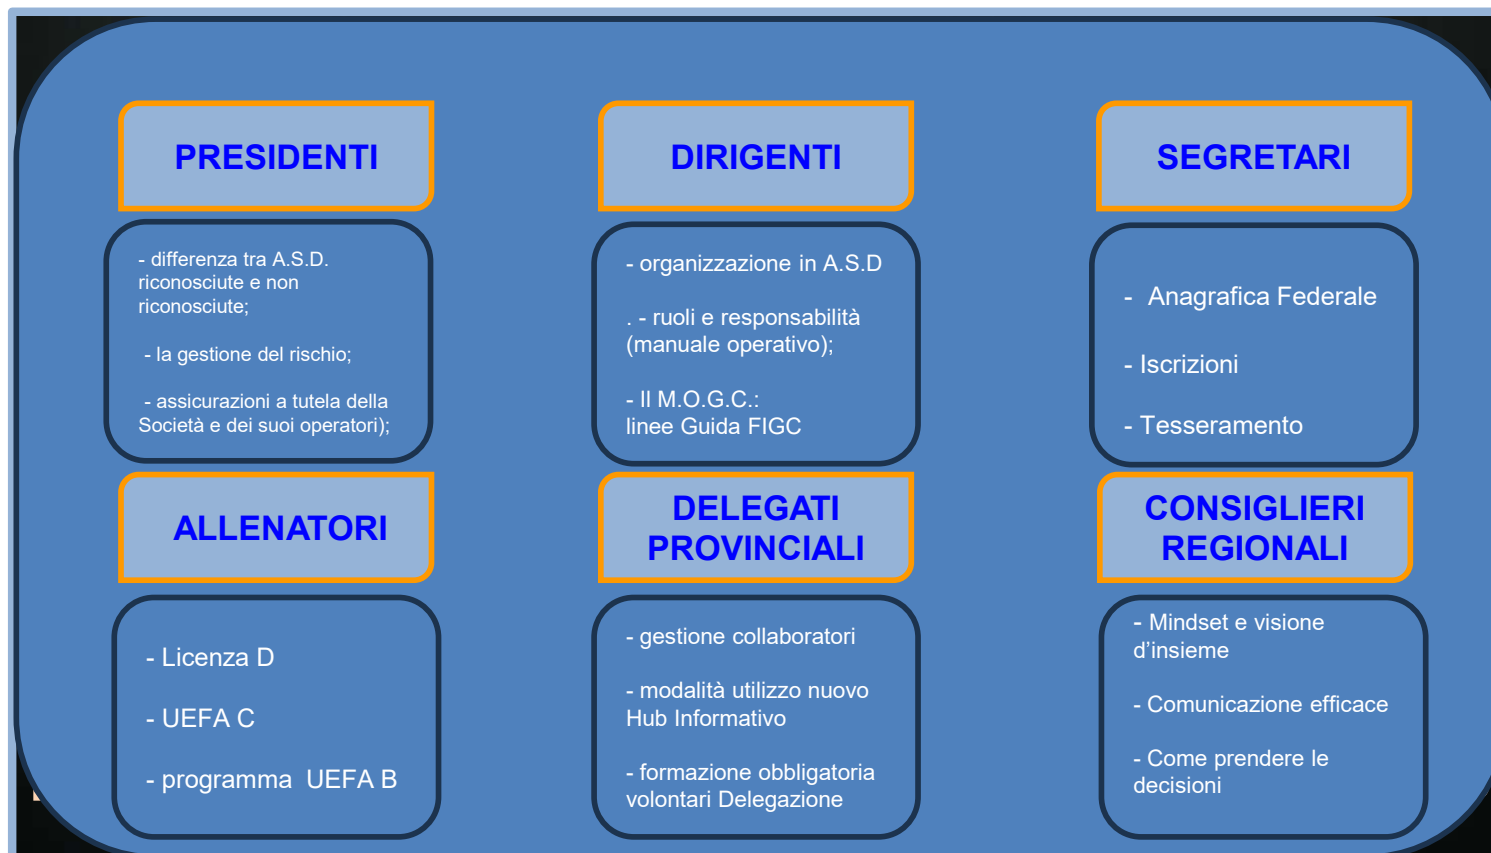 PRESIDENTI
- differenza tra A.S.D.
riconosciute e non
riconosciute;
- la gestione del rischio;
- assicurazioni a tutela della
Società e dei suoi operatori);
DIRIGENTI
- organizzazione in A.S.D
. - ruoli e responsabilità
(manuale operativo);
- Il M.O.G.C.:
linee Guida FIGC
SEGRETARI
- Anagrafica Federale
- Iscrizioni
- Tesseramento
ALLENATORI
- Licenza D
- UEFA C
- programma UEFA B
DELEGATI
PROVINCIALI
- gestione collaboratori
- modalità utilizzo nuovo
Hub Informativo
- formazione obbligatoria
volontari Delegazione
CONSIGLIERI
REGIONALI
- Mindset e visione
d’insieme
- Comunicazione efficace
- Come prendere le
decisioni